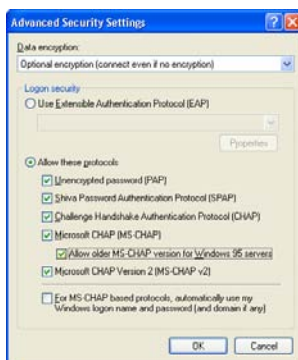 Advanced Security Settings
Data encryption:
Optional encryption (connect even if no encryption)
Logon security
Use Extensible Authentication Protocol (EAP)
Properties
Allow these protocols
Unencrypted password (PAP)
Shiva Password Authentication Protocol (SPAP)
Challenge Handshake Authentication Protocol (CHAP)
Microsoft CHAP (MS-CHAP)
Allow older MS-CHAP version for Windows 95 servers
Microsoft CHAP Version 2 (MS-CHAP v2)
For MS-CHAP based protocols, automatically use my
Windows logon name and password (and domain if any)
OK
Cancel